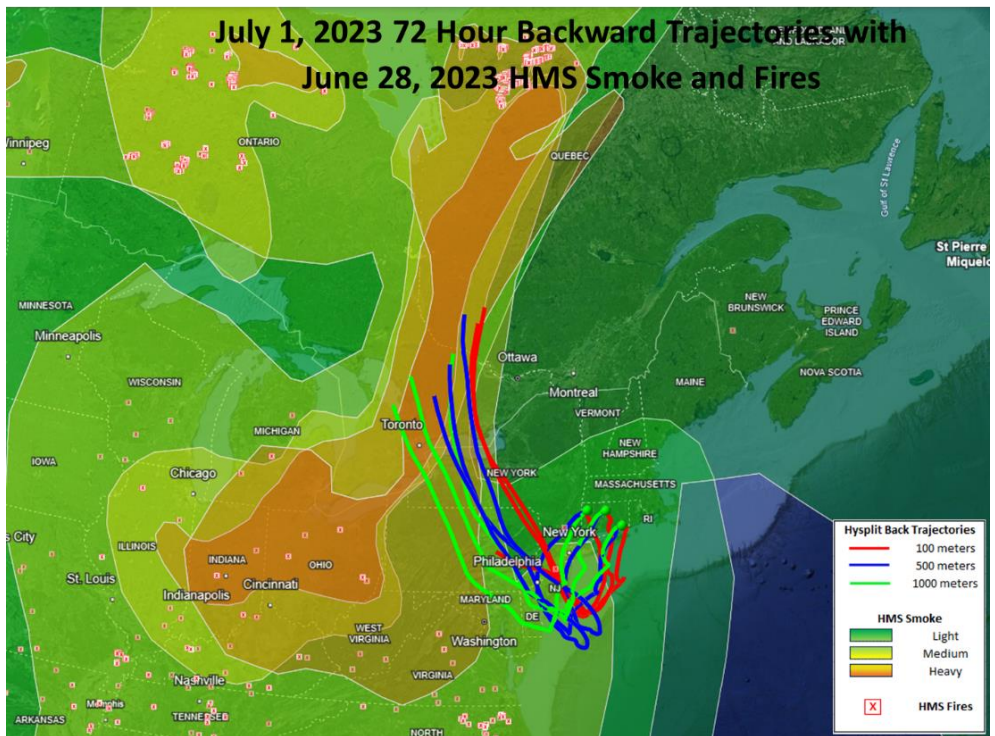 July 1, 2023 72 Hour Backward Trajectories with
June 28, 2023 HMS Smoke and Fires
AND LABRADOR
Winnipeg
ONTARIO
QUEBEC
Gulf of St Lawrence
St Pierre
Miquelo
MINNESOTA
Minneapolis
NEW
BRUNSWICK
PRINCE
EDWARD
ISLAND
Ottawa
Montreal
NOVA SCOTIA
MAINE
WISCONSIN
VERMONT
Toronto
MICHIGAN
NEW
HAMPSHIRE
IOWA
Chicago
NEW YORK
MASSACHUSETTS
RI
New York
s City
ILLINOIS
INDIANA
OHIO
Philadelphia
St. Louis
Indianapolis
Cincinnati
NJ
MARYLAND
DE
WEST
VIRGINIA
Washington
VIRGINIA
Nashville
Memphis
ARKANSAS
TENNESSEE
NORTH
Hysplit Back Trajectories
100 meters
500 meters
1000 meters
HMS Smoke
Light
Medium
Heavy
X HMS Fires